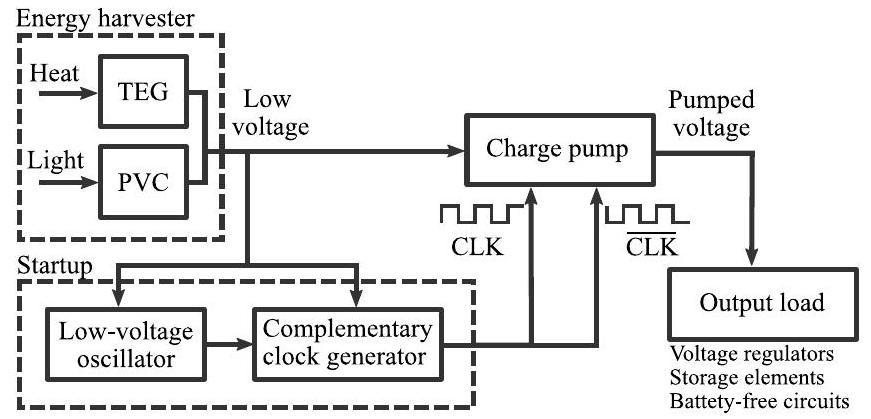 Energy harvester
Heat
TEG
Light
PVC
Low
voltage
Charge pump
Pumped
voltage
CLK
CLK
Startup
Low-voltage
oscillator
Complementary
clock generator
Output load
Voltage regulators
Storage elements
Battety-free circuits